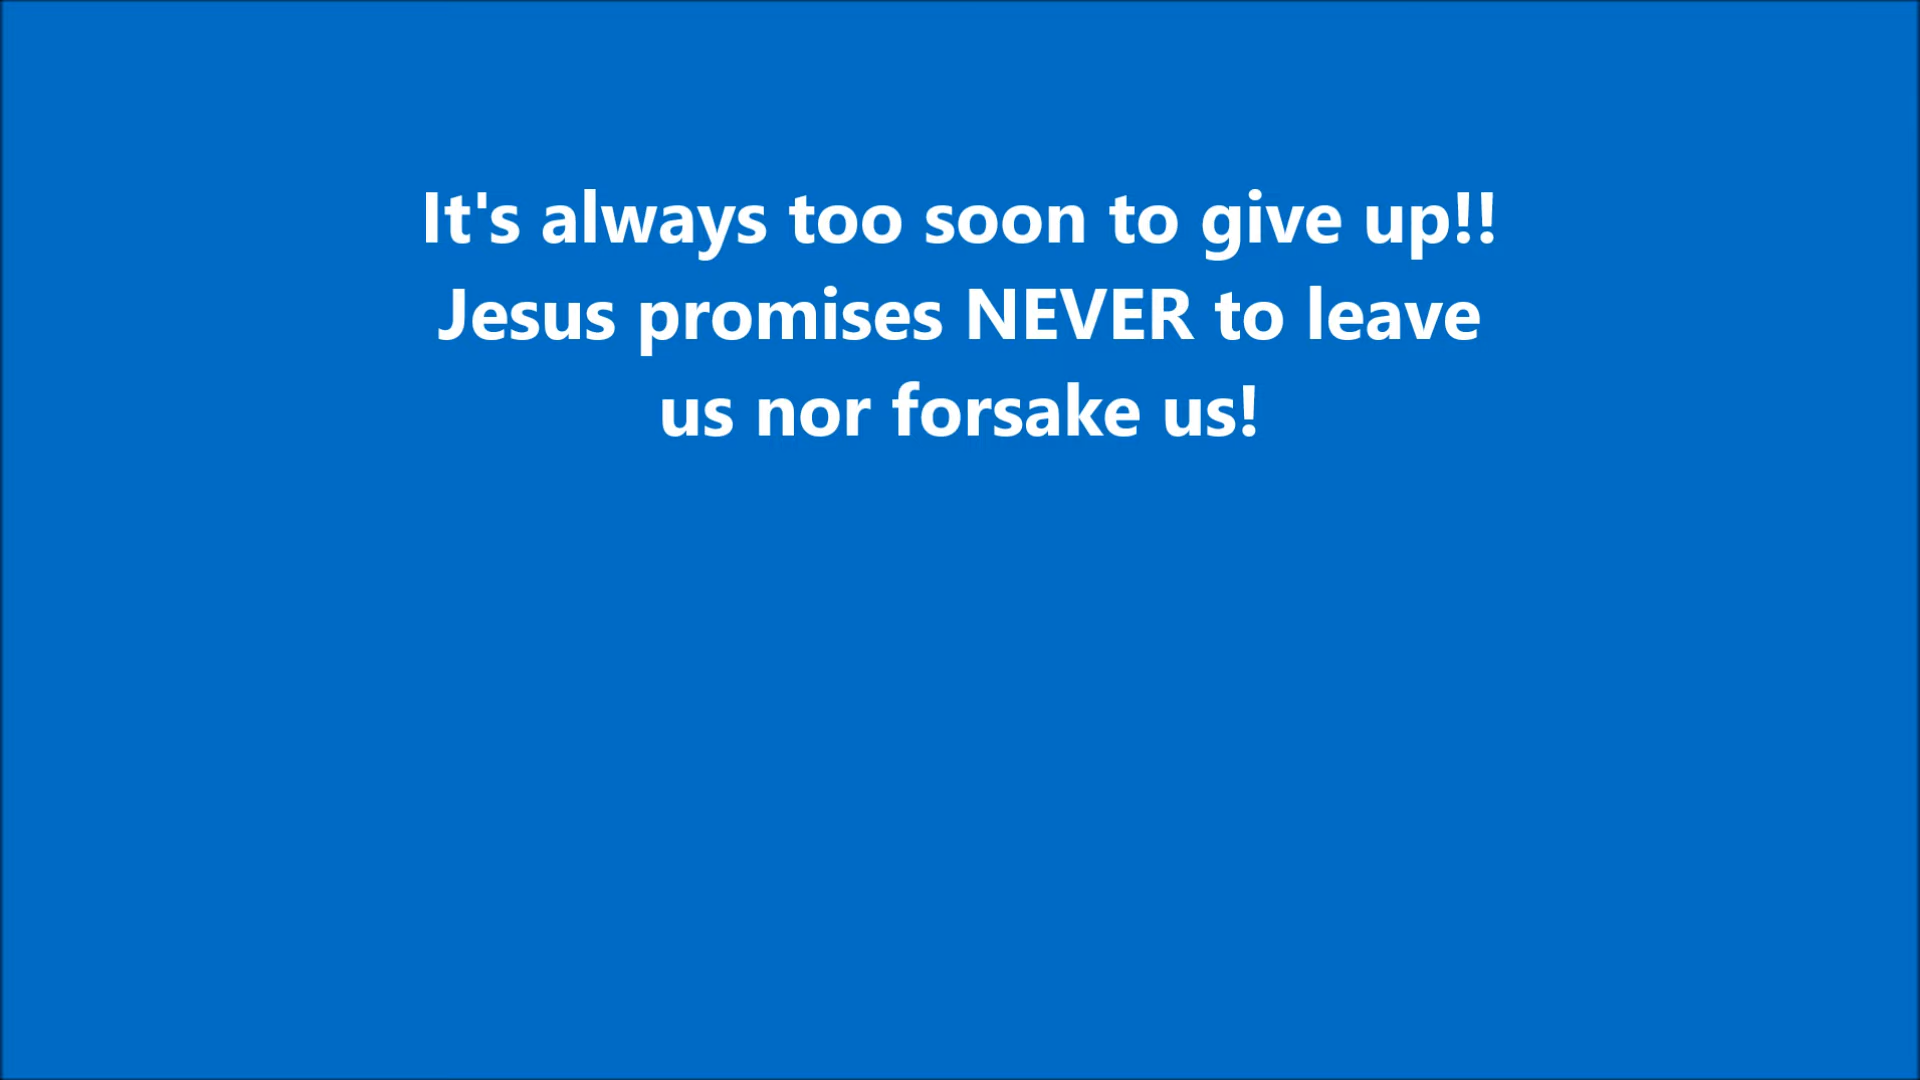 It's always too soon to give up!!
Jesus promises NEVER to leave
us nor forsake us!